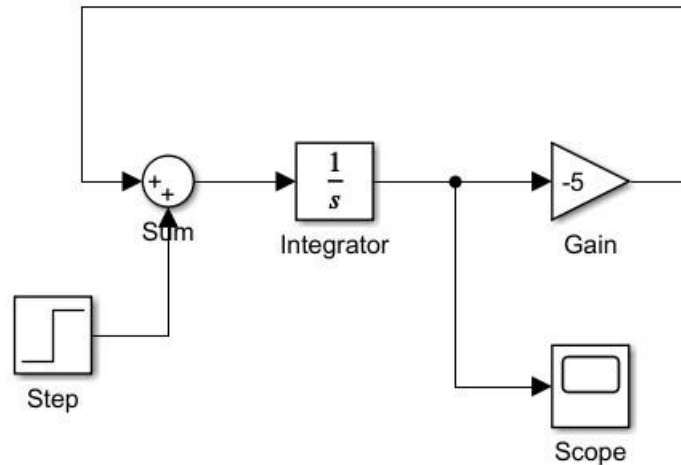 +
+
Sum
1
s
Integrator
-5
Gain
Step
Scope